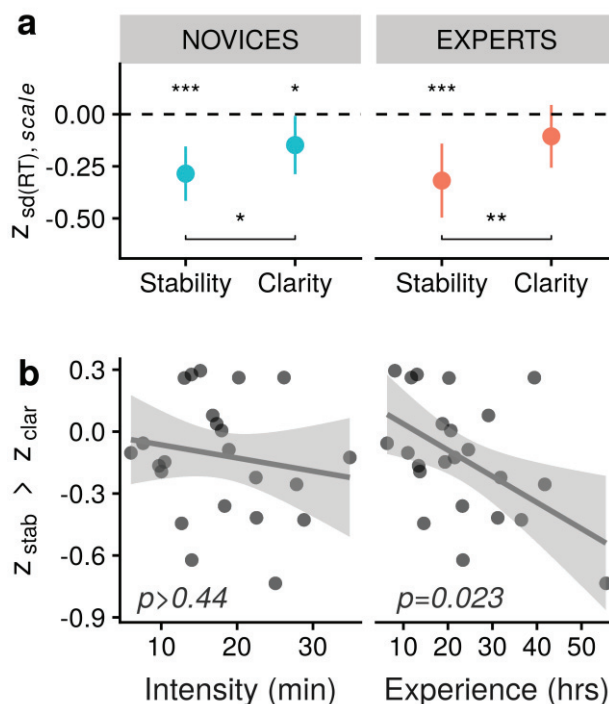 a
NOVICES
EXPERTS
z sd(RT), scale
0.00
-0.25
-0.50
***
*
***
*
**
Stability
Clarity
Stability
Clarity
b
z stab > z clar
0.3
0.0
-0.3
-0.6
-0.9
p>0.44
p=0.023
10 20 30
10 20 30 40 50
Intensity (min)
Experience (hrs)